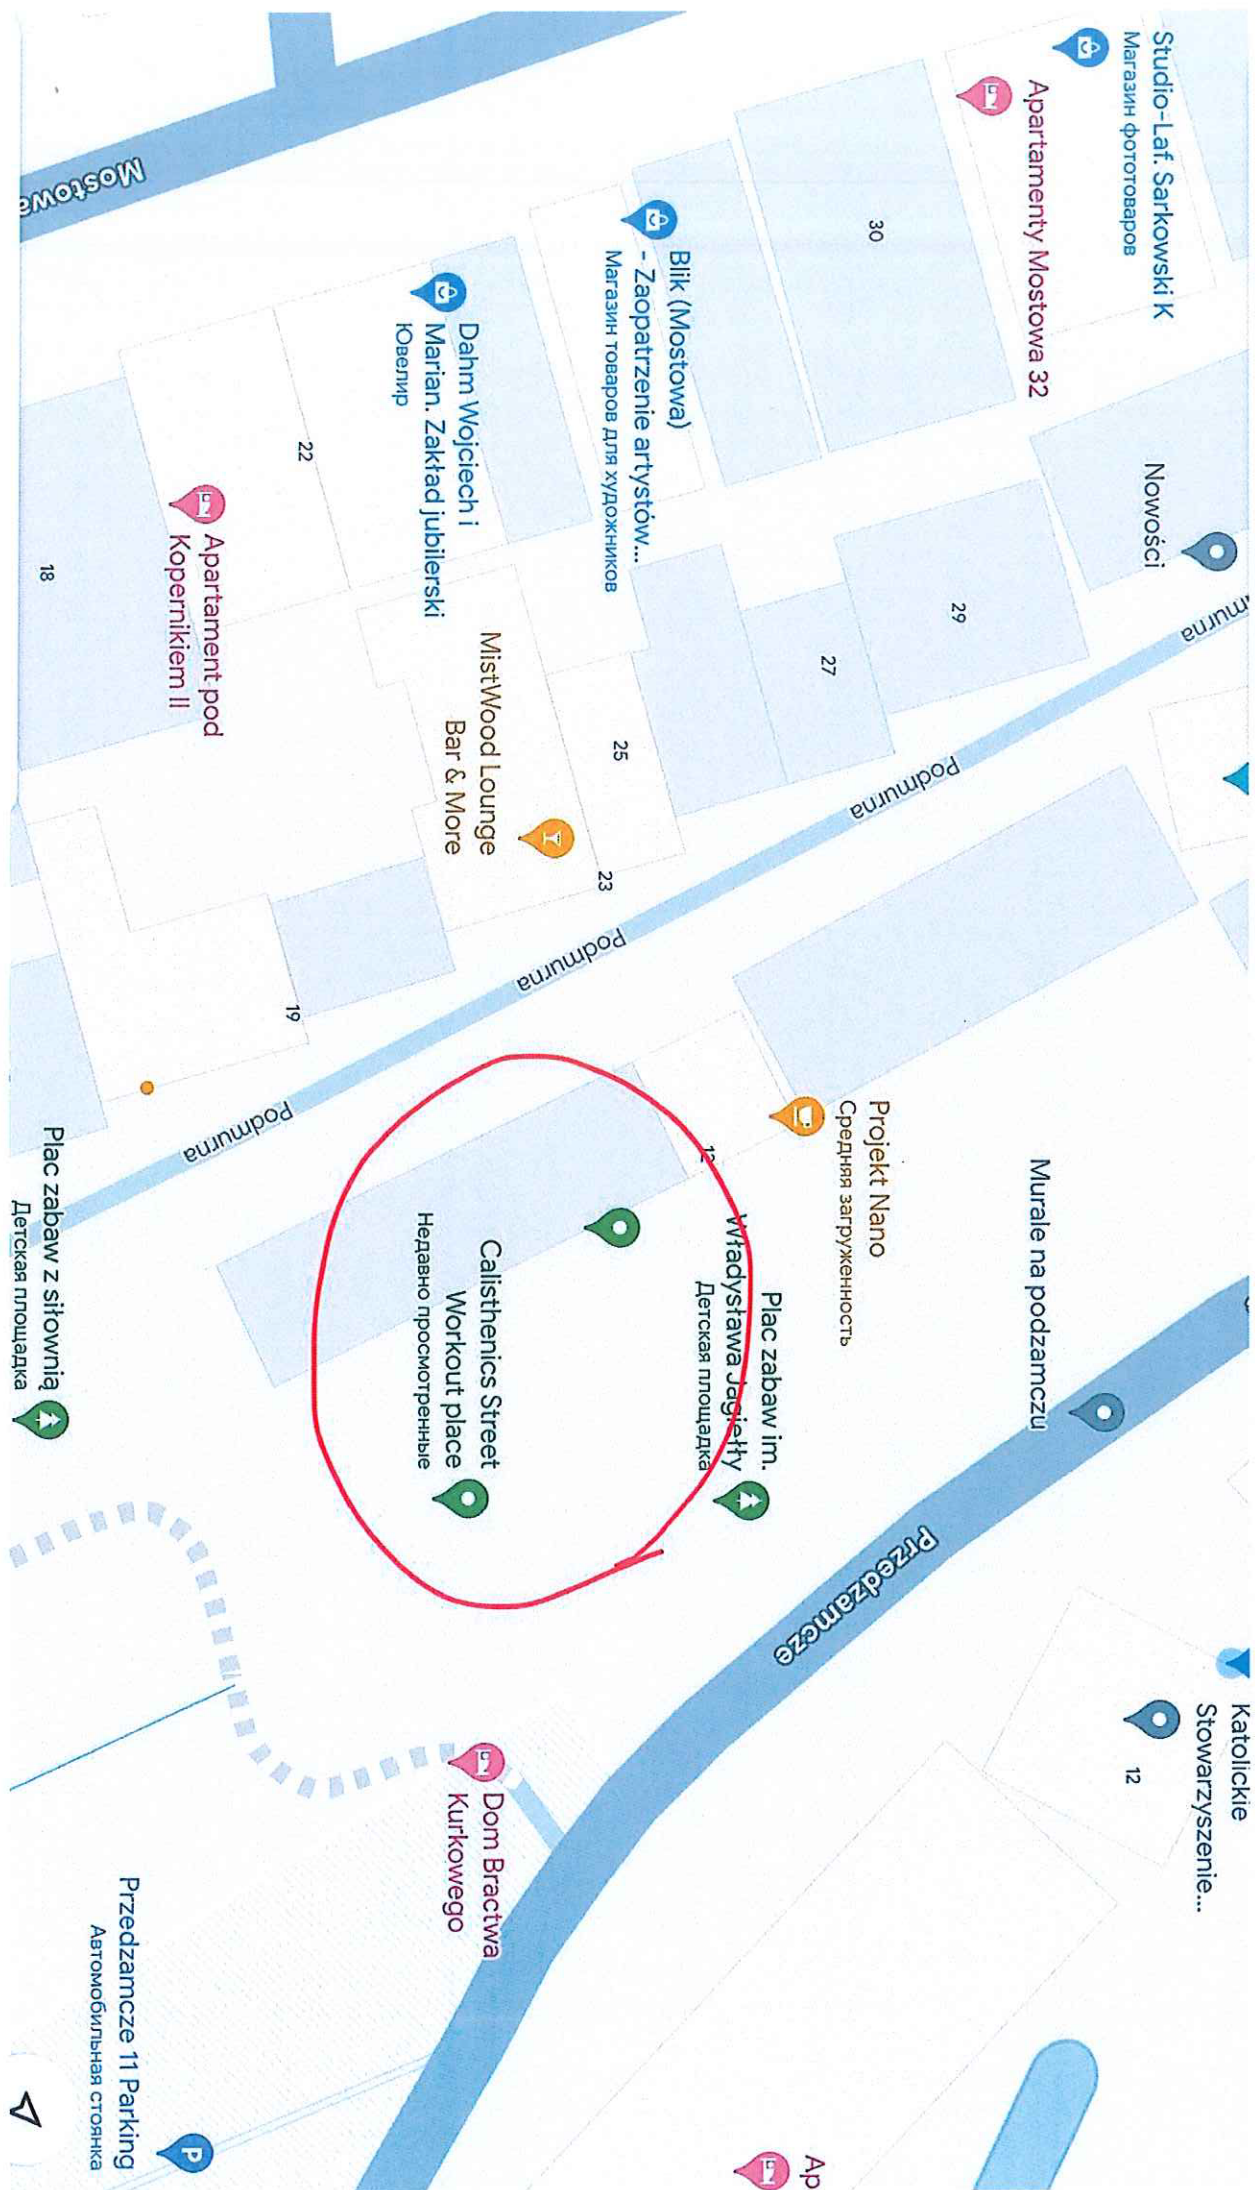 Katolickie
Stowarzyszenie...
Studio-Laf. Sarkowski K
Магазин фототоваров
Nowości
12
Apartamenty Mostowa 32
Murale na podzamczu
29
Podmurna
30
Projekt Nano
Средняя загруженность
Przedzamcze
27
Ap
Plac zabaw im.
Władysława Jagiełły
Детская площадка
12
Blik (Mostowa)
- Zaopatrzenie artystów...
Магазин товаров для художников
25
23
Podmurna
MistWood Lounge
Bar & More
Calisthenics Street
Workout place
Недавно просмотренные
Dom Bractwa
Kurkowego
Dahm Wojciech i
Marian. Zakład jubilerski
Ювелир
22
19
Podmurna
Apartament pod
Kopernikiem II
Przedzamcze 11 Parking
Автомобильная стоянка
P
Mostowa
18
Plac zabaw z siłownią
Детская площадка